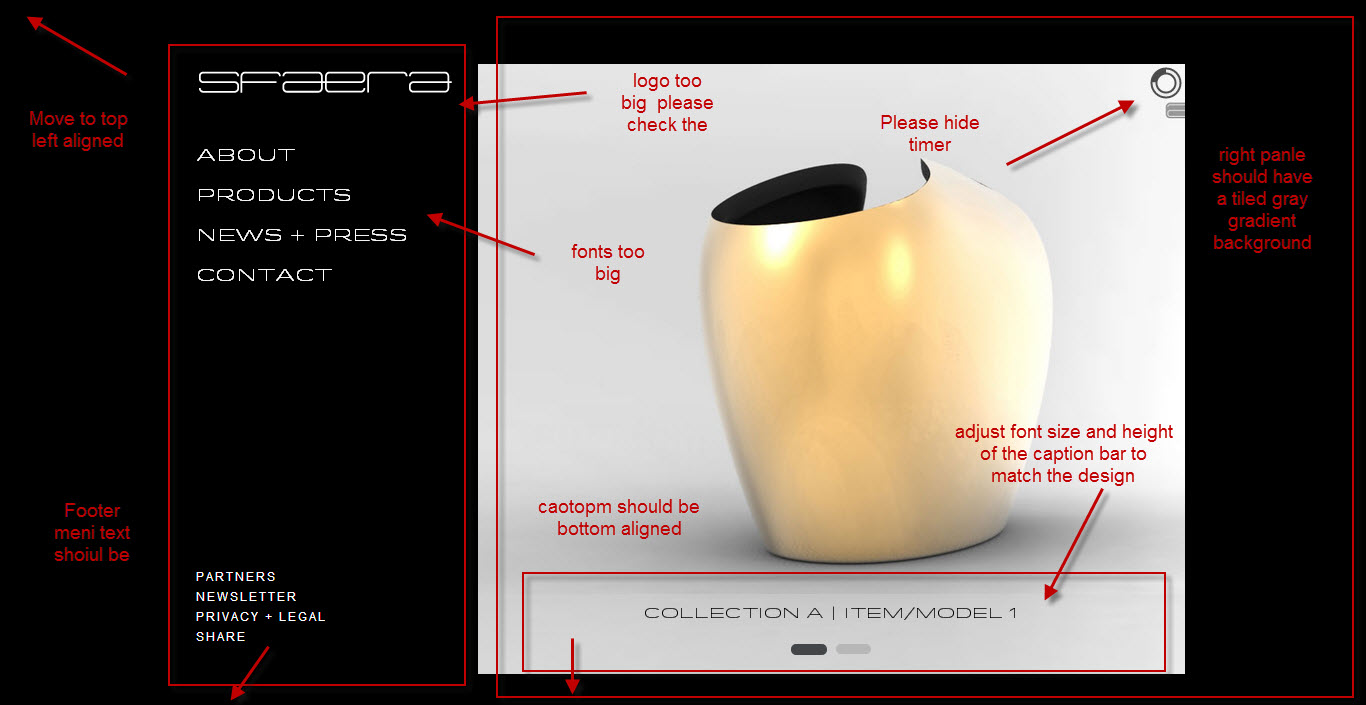 Move to top
left aligned
sfaera
ABOUT
PRODUCTS
NEWS + PRESS
CONTACT
logo too
big please
check the
Please hide
timer
right panle
should have
a tiled gray
gradient
background
fonts too
big
adjust font size and height
of the caption bar to
match the design
caotopm should be
bottom aligned
Footer
meni text
shoiul be
PARTNERS
NEWSLETTER
PRIVACY + LEGAL
SHARE
COLLECTION A | ITEM/MODEL 1